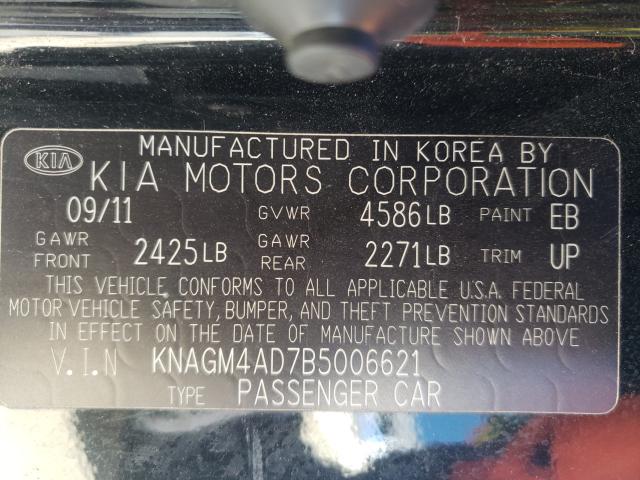 MANUFACTURED IN KOREA BY
KIA KIA MOTORS CORPORATION
09/11 GVWR 4586LB PAINT EB
GAWR FRONT 2425LB GAWR REAR 2271LB TRIM UP
THIS VEHICLE CONFORMS TO ALL APPLICABLE U.S.A. FEDERAL
MOTOR VEHICLE SAFETY, BUMPER, AND THEFT PREVENTION STANDARDS
IN EFFECT ON THE DATE OF MANUFACTURE SHOWN ABOVE
V.I.N KNAGM4AD7B5006621
TYPE PASSENGER CAR